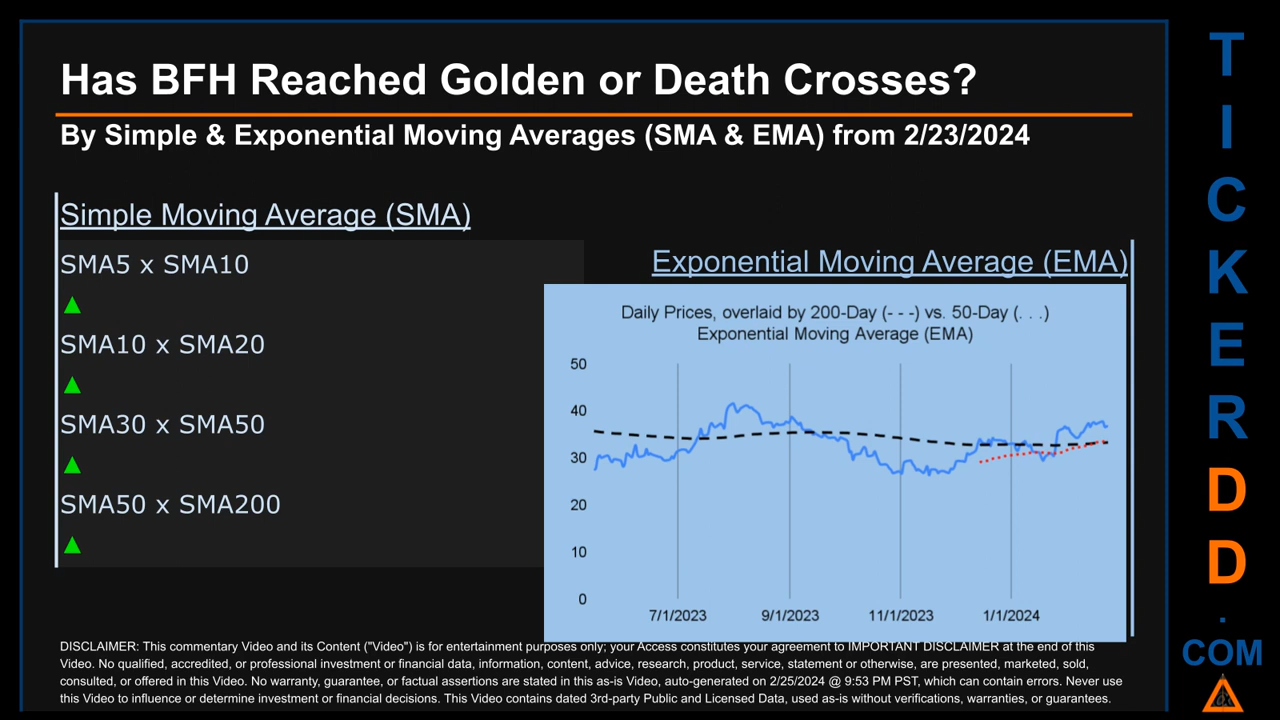 Has BFH Reached Golden or Death Crosses?
By Simple & Exponential Moving Averages (SMA & EMA) from 2/23/2024
Simple Moving Average (SMA)
SMA5 x SMA10
▲
SMA10 x SMA20
▲
SMA30 x SMA50
▲
SMA50 x SMA200
▲
Exponential Moving Average (EMA)
Daily Prices, overlaid by 200-Day (- - -) vs. 50-Day (. . .)
Exponential Moving Average (EMA)
50
40
30
20
10
0
7/1/2023 9/1/2023 11/1/2023 1/1/2024
DISCLAIMER: This commentary Video and its Content ("Video") is for entertainment purposes only; your Access constitutes your agreement to IMPORTANT DISCLAIMER at the end of this
Video. No qualified, accredited, or professional investment or financial data, information, content, advice, research, product, service, statement or otherwise, are presented, marketed, sold,
consulted, or offered in this Video. No warranty, guarantee, or factual assertions are stated in this as-is Video, auto-generated on 2/25/2024 @ 9:53 PM PST, which can contain errors. Never use
this Video to influence or determine investment or financial decisions. This Video contains dated 3rd-party Public and Licensed Data, used as-is without verifications, warranties, or guarantees.
T
I
C
K
E
R
D
D
.
COM